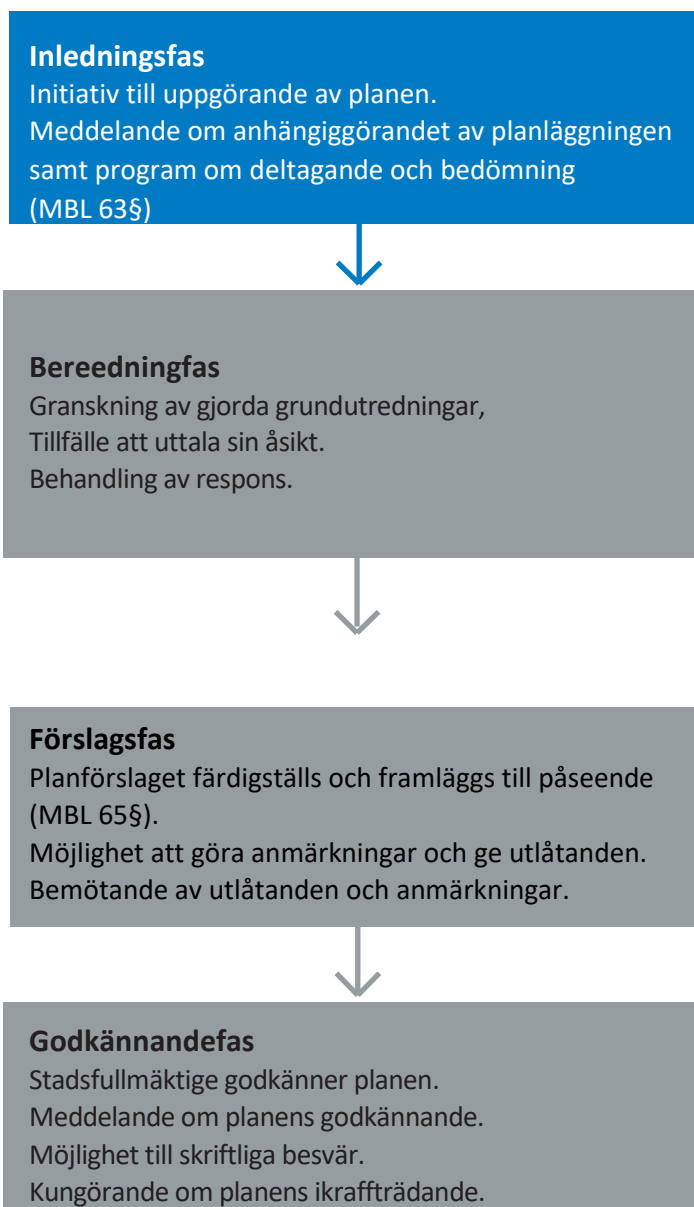 Inledningsfas
Initiativ till uppgörande av planen.
Meddelande om anhängiggörandet av planläggningen
samt program om deltagande och bedömning
(MBL 63§)
Bereedningfas
Granskning av gjorda grundutredningar,
Tillfälle att uttala sin åsikt.
Behandling av respons.
Förslagsfas
Planförslaget färdigställs och framläggs till påseende
(MBL 65§).
Möjlighet att göra anmärkningar och ge utlåtanden.
Bemötande av utlåtanden och anmärkningar.
Godkännandefas
Stadsfullmäktige godkänner planen.
Meddelande om planens godkännande.
Möjlighet till skriftliga besvär.
Kungörande om planens ikraffträdande.